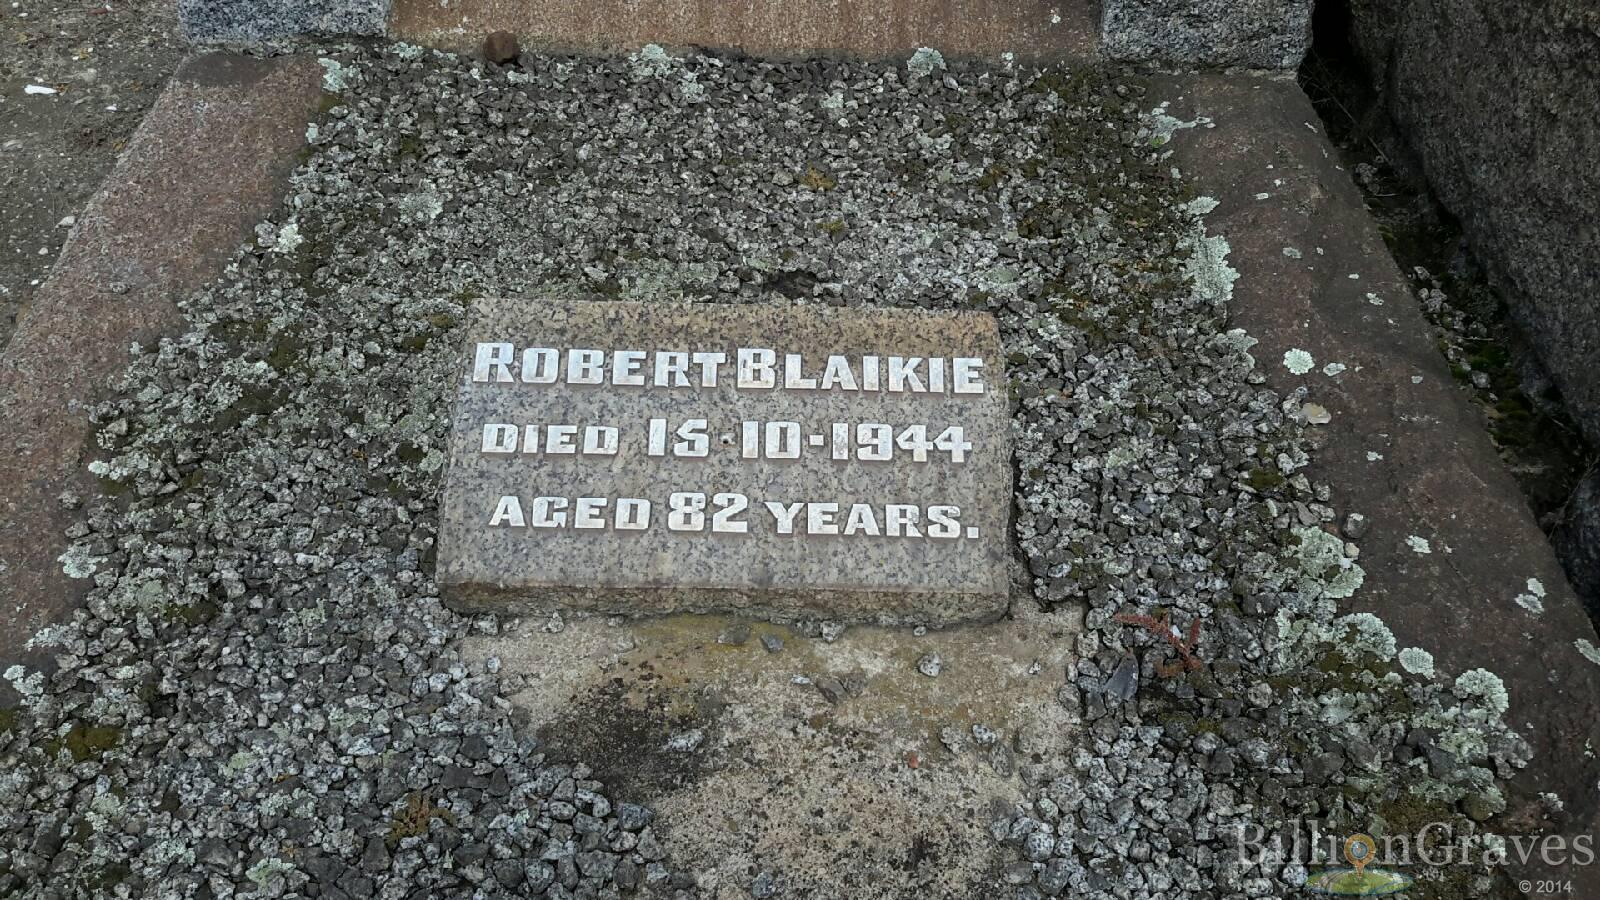 ROBERT BLAIKIE
DIED 15-10-1944
AGED 82 YEARS.
BillionGraves
© 2014